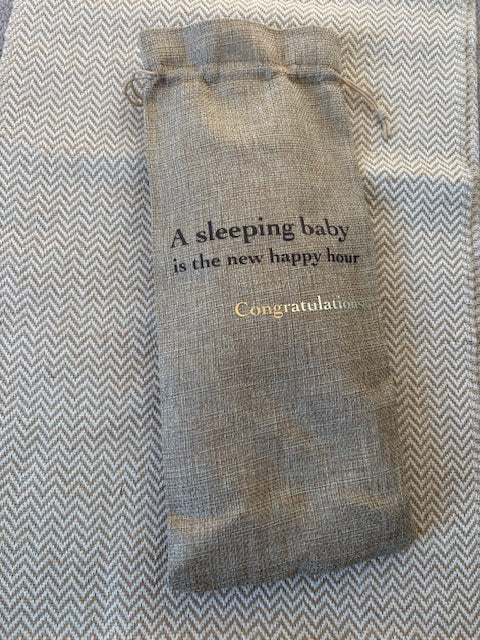 A sleeping baby
is the new happy hour
Congratulations